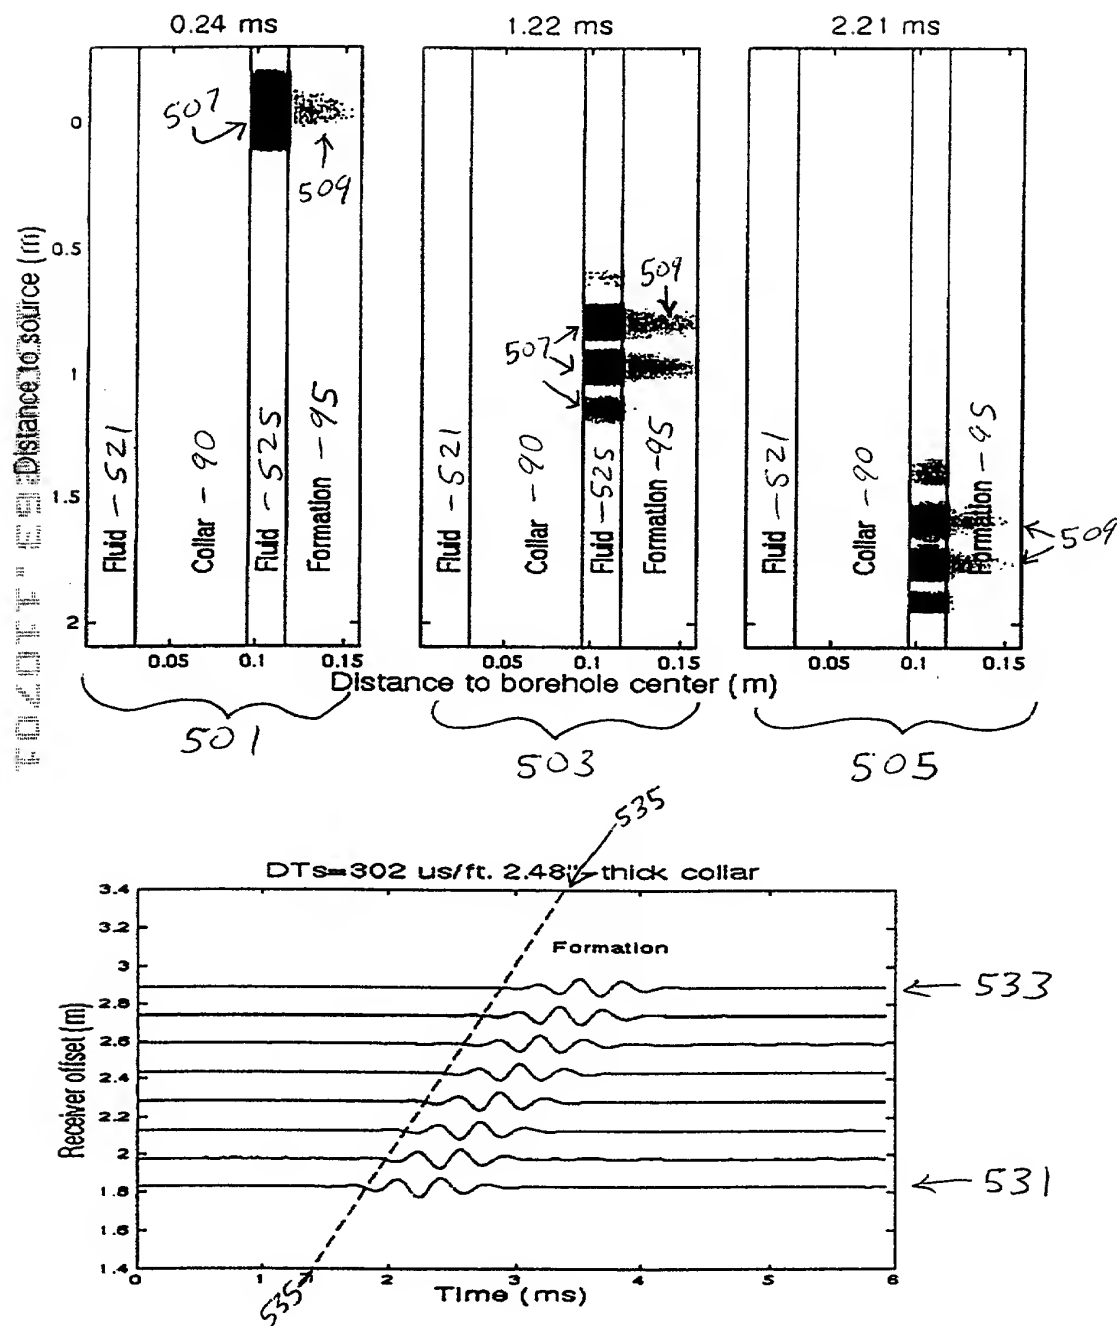 0.24 ms
1.22 ms
2.21 ms
Distance to source (m)
0
0.5
1
1.5
2
507
509
Fluid - 521
Collar - 90
Fluid - 525
Formation - 95
0.05 0.1 0.15
507
509
Fluid - 521
Collar - 90
Fluid - 525
Formation - 95
0.05 0.1 0.15
509
Fluid - 521
Collar - 90
Formation - 95
0.05 0.1 0.15
Distance to borehole center (m)
501
503
505
535
DTs=302 us/ft. 2.48"-thick collar
Receiver offset (m)
3.4
3.2
3
2.8
2.6
2.4
2.2
2
1.8
1.6
1.4
Formation
533
531
0 1 2 3 4 5 6
535
Time (ms)